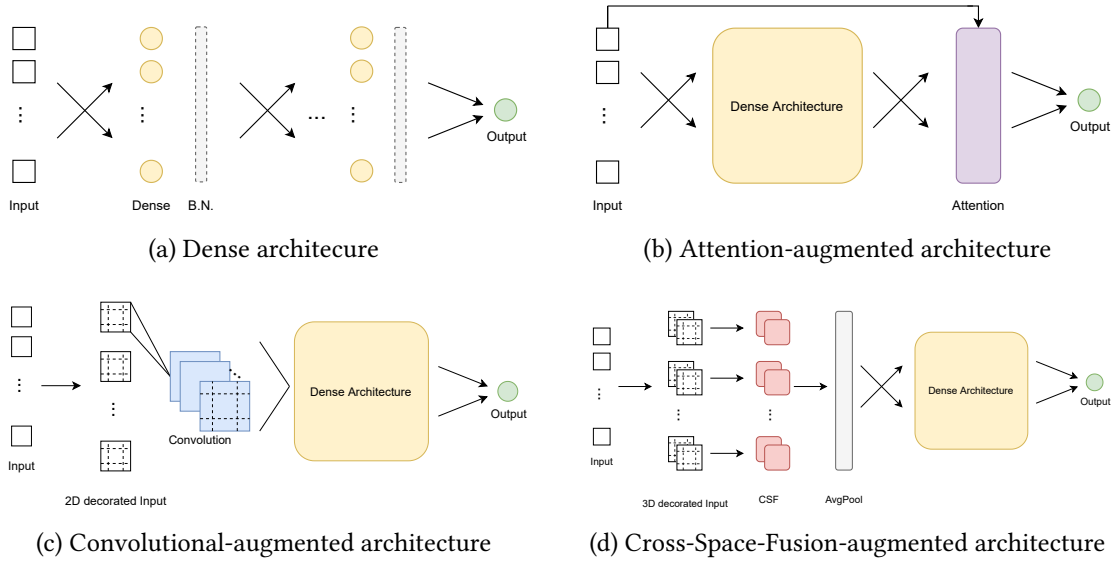 Input
Dense
B.N.
...
Output
(a) Dense architecure
Dense Architecture
Input
Attention
Output
(b) Attention-augmented architecture
Input
2D decorated Input
Convolution
Dense Architecture
Output
(c) Convolutional-augmented architecture
Input
3D decorated Input
CSF
AvgPool
Dense Architecture
Output
(d) Cross-Space-Fusion-augmented architecture